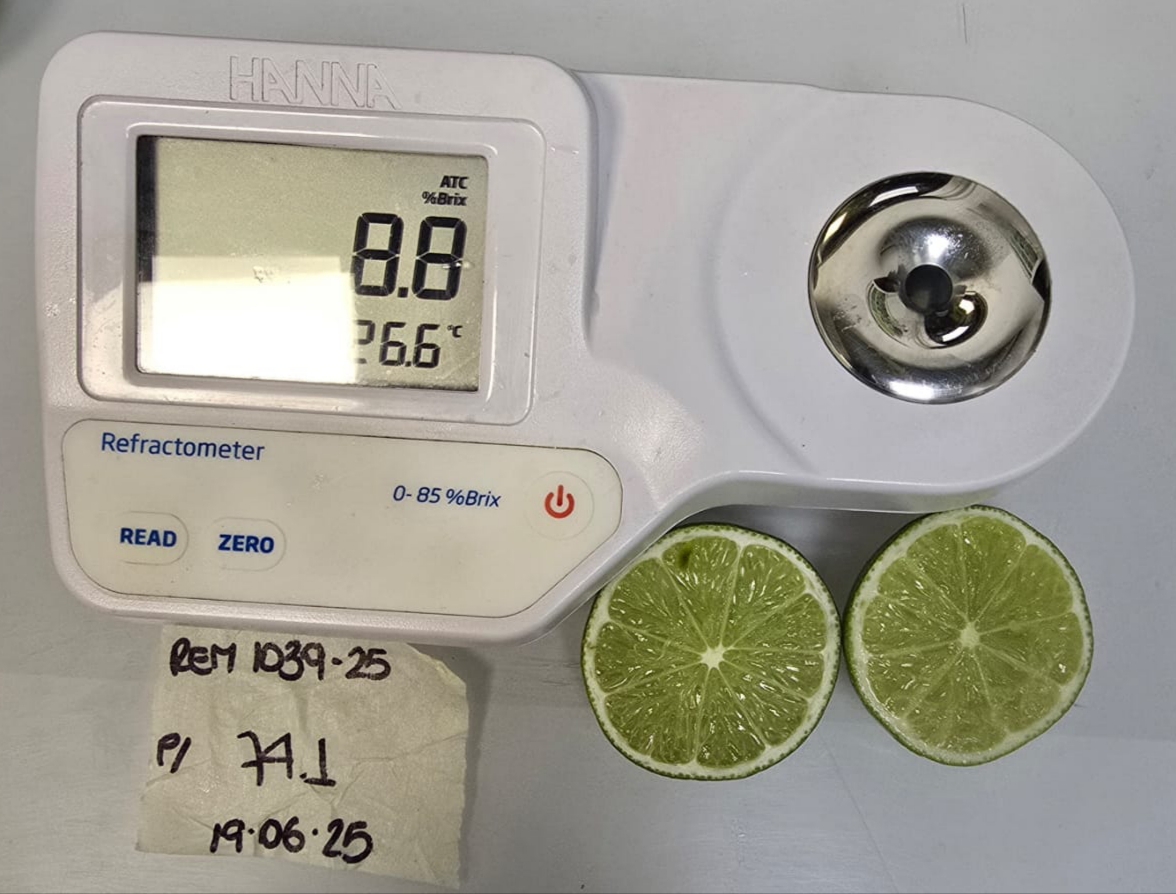 HANNA
ATC
%Brix
8.8
26.6 °C
Refractometer
0-85 %Brix
READ ZERO
REM 1039-25
P/ 74.1
19.06.25